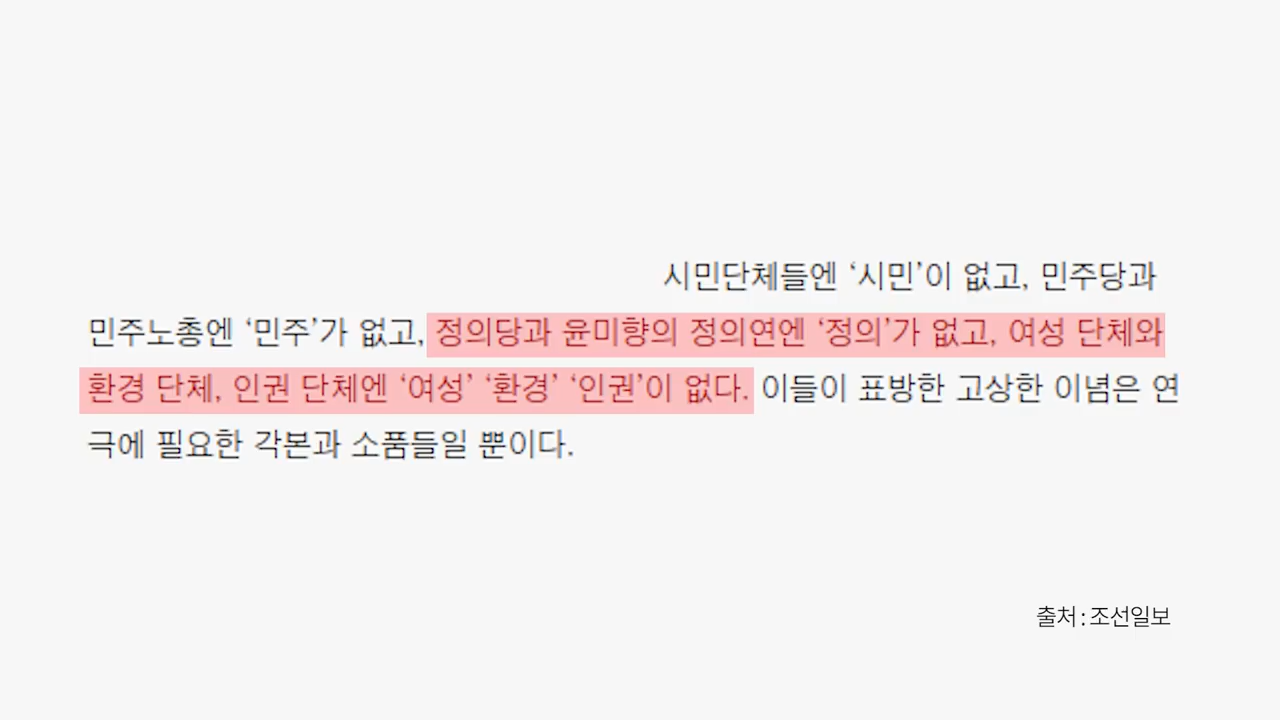 시민단체들엔 ‘시민’이 없고, 민주당과
민주노총엔 ‘민주’가 없고, 정의당과 윤미향의 정의연엔 ‘정의’가 없고, 여성 단체와
환경 단체, 인권 단체엔 ‘여성’ ‘환경’ ‘인권’이 없다. 이들이 표방한 고상한 이념은 연
극에 필요한 각본과 소품들일 뿐이다.
출처 : 조선일보